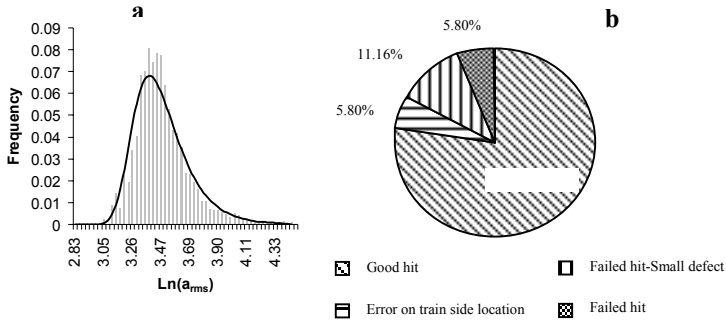 a
0.09
0.08
0.07
0.06
0.05
0.04
0.03
0.02
0.01
0
Frequency
2.83
3.05
3.26
3.47
3.69
3.90
4.11
4.33
Ln(arms)
b
5.80%
11.16%
5.80%
Good hit
Failed hit-Small defect
Error on train side location
Failed hit